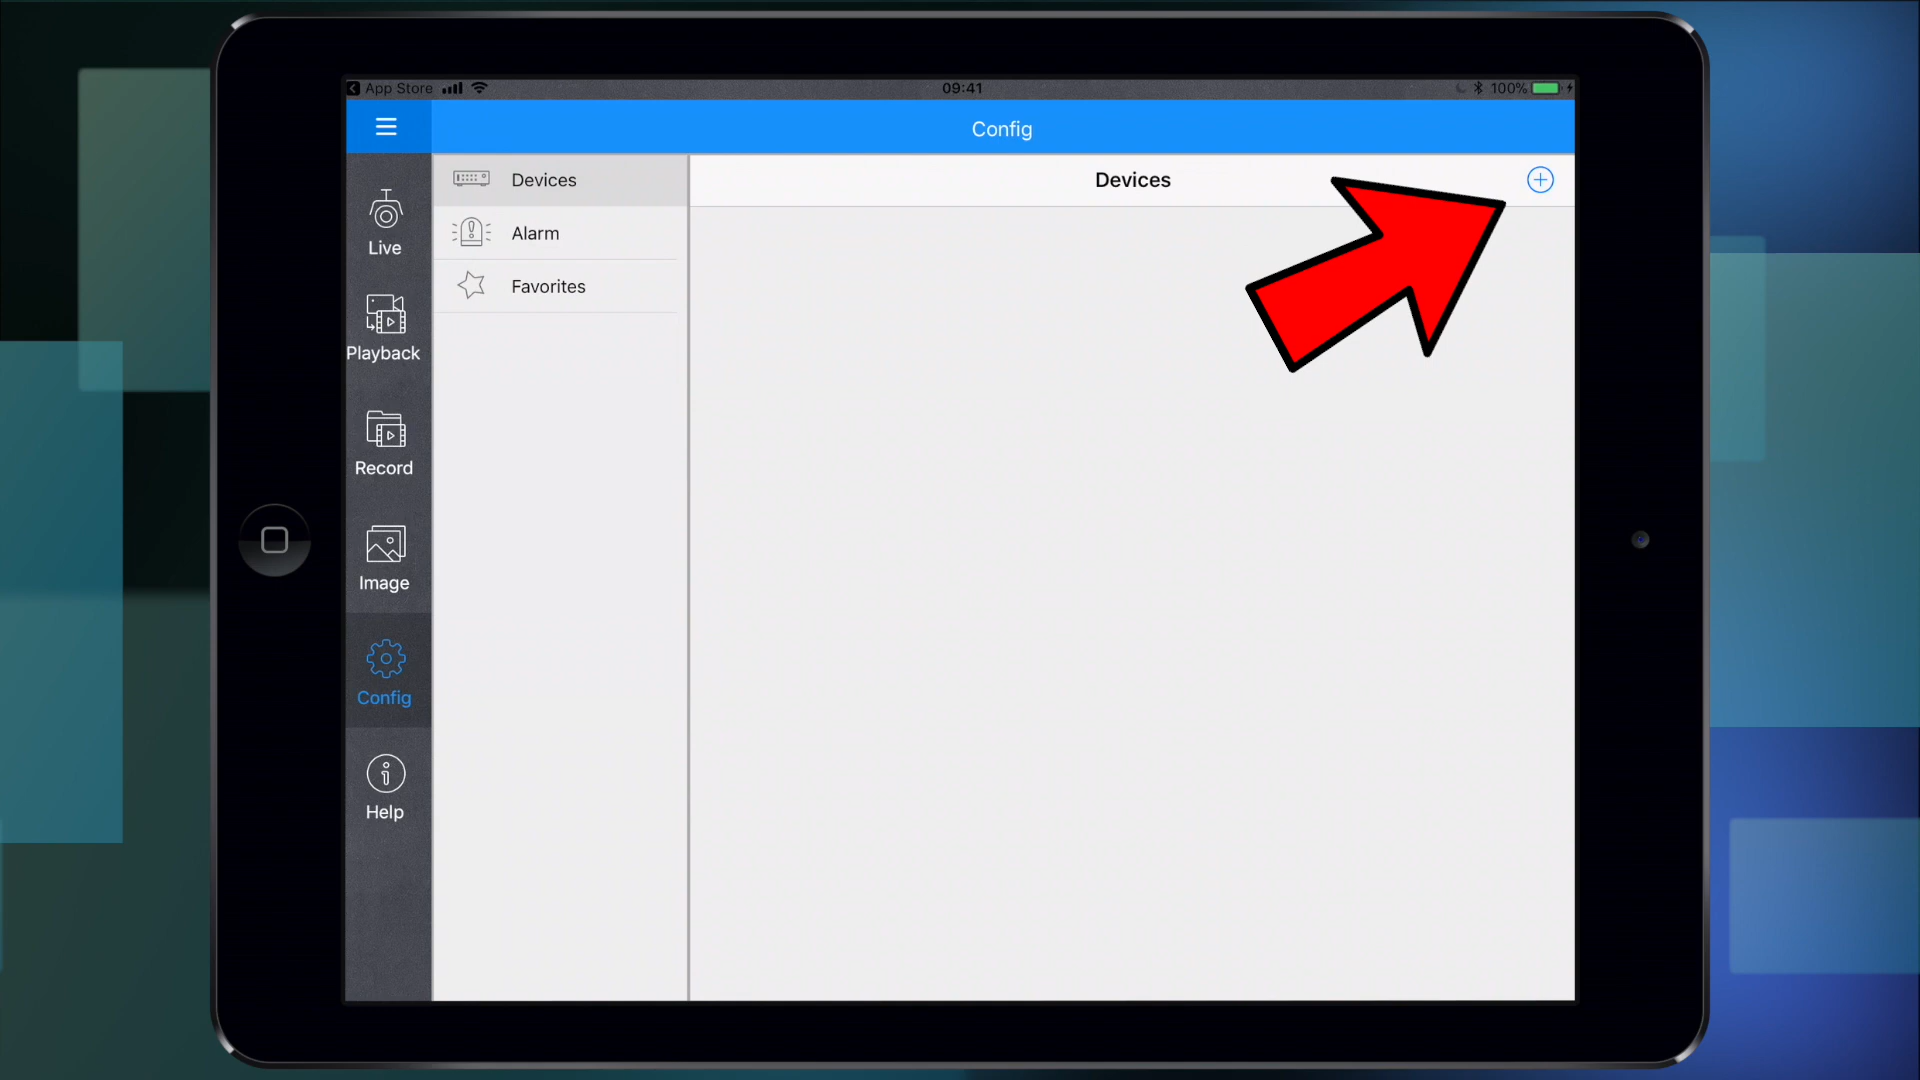 App Store
09:41
100%
Config
Devices
Alarm
Favorites
Devices
Live
Playback
Record
Image
Config
Help